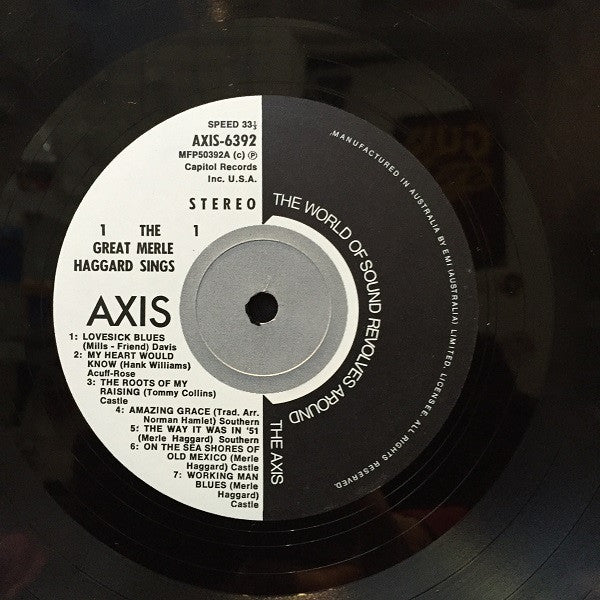 SPEED 33⅓
AXIS-6392
MFP50392A (c) ℗
Capitol Records
Inc. U.S.A.
STEREO
1 THE 1
GREAT MERLE
HAGGARD SINGS
AXIS
1: LOVESICK BLUES
(Mills - Friend) Davis
2: MY HEART WOULD
KNOW (Hank Williams)
Acuff-Rose
3: THE ROOTS OF MY
RAISING (Tommy Collins)
Castle
4: AMAZING GRACE (Trad. Arr.
Norman Hamlet) Southern
5: THE WAY IT WAS IN '51
(Merle Haggard) Southern
6: ON THE SEA SHORES OF
OLD MEXICO (Merle
Haggard) Castle
7: WORKING MAN
BLUES (Merle
Haggard)
Castle
THE WORLD OF SOUND REVOLVES AROUND
THE AXIS
MANUFACTURED IN AUSTRALIA BY EMI (AUSTRALIA) LIMITED, LICENSEE. ALL RIGHTS RESERVED.